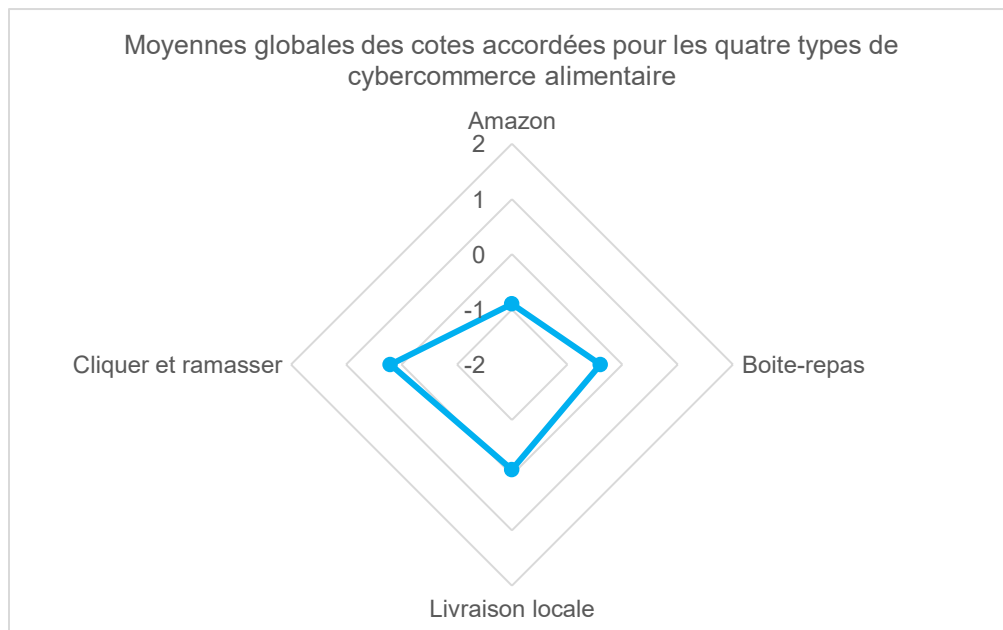 Moyennes globales des cotes accordées pour les quatre types de
cybercommerce alimentaire
Amazon
2
1
0
-1
-2
Cliquer et ramasser
Boite-repas
Livraison locale